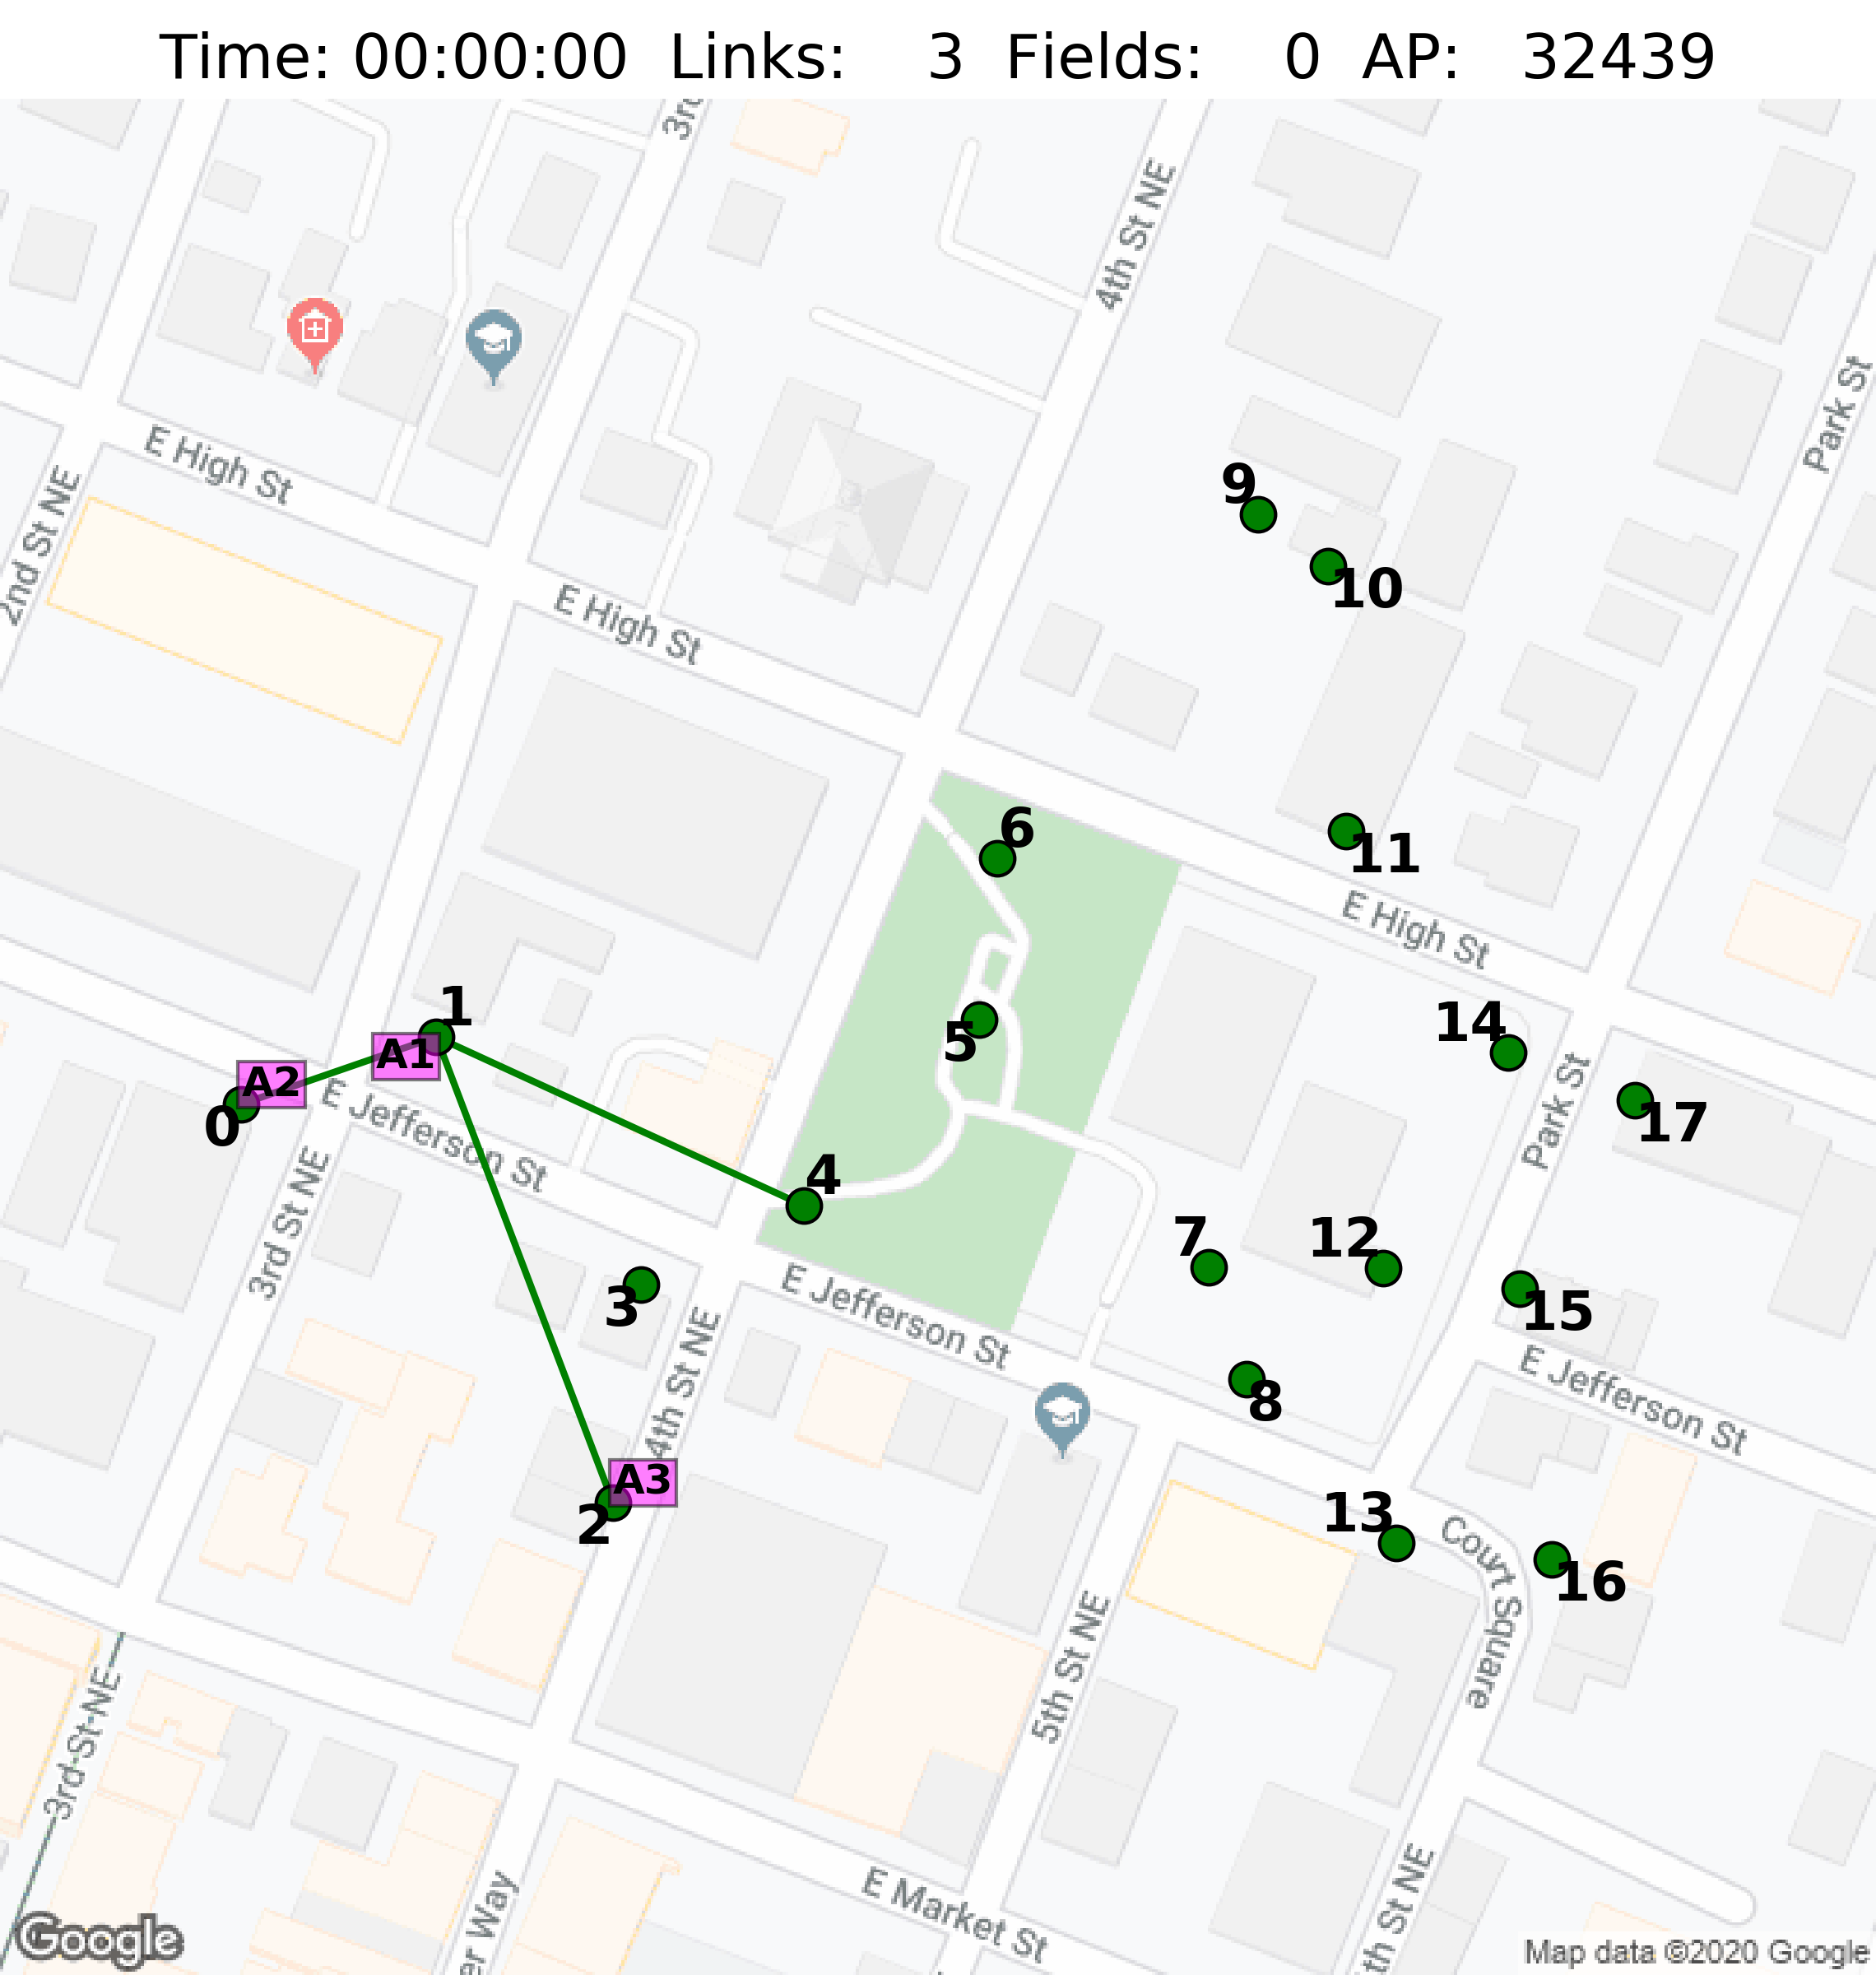 Time: 00:00:00 Links: 3 Fields: 0 AP: 32439
3rd
4th St NE
Park St
E High St
2nd St NE
9
10
E High St
6
11
E High St
1
5
14
A1
A2
0
17
E Jefferson St
Park St
4
3rd St NE
7
12
3
E Jefferson St
15
E Jefferson St
8
4th St NE
A3
2
13
Court Square
16
5th St NE
3rd St NE
E Market St
er Way
th St NE
Google
Map data ©2020 Google